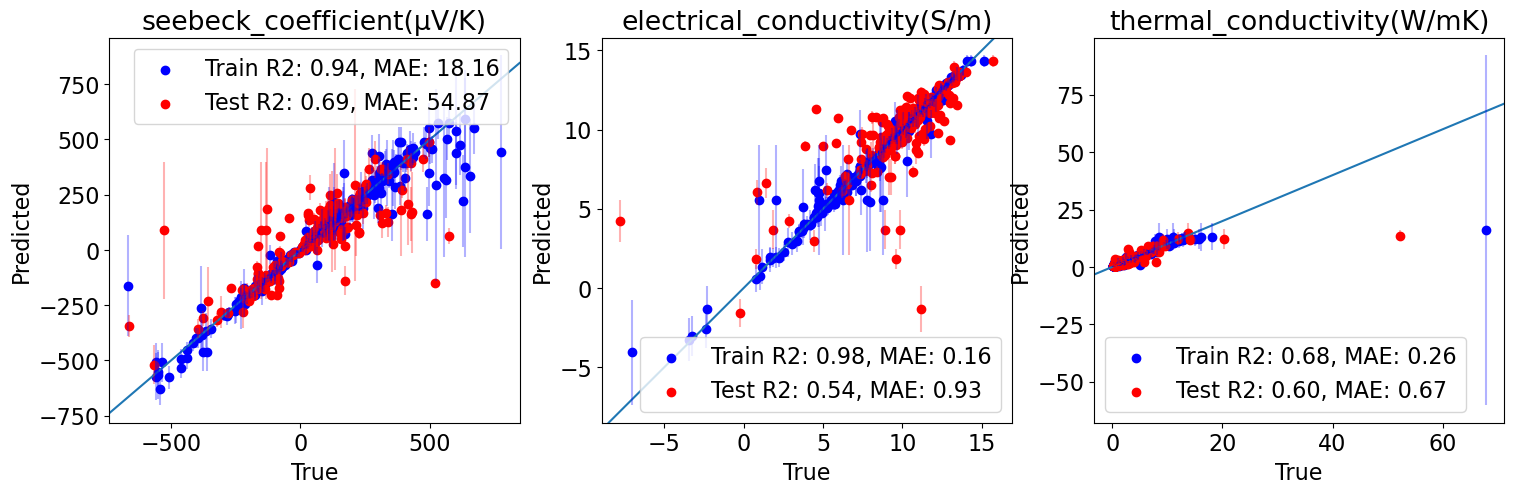 seebeck_coefficient(μV/K)
Train R2: 0.94, MAE: 18.16
Test R2: 0.69, MAE: 54.87
750
500
250
0
−250
−500
−750
Predicted
−500
0
500
True
electrical_conductivity(S/m)
15
10
5
0
−5
Predicted
Train R2: 0.98, MAE: 0.16
Test R2: 0.54, MAE: 0.93
−5
0
5
10
15
True
thermal_conductivity(W/mK)
75
50
25
0
−25
−50
Predicted
Train R2: 0.68, MAE: 0.26
Test R2: 0.60, MAE: 0.67
0
20
40
60
True